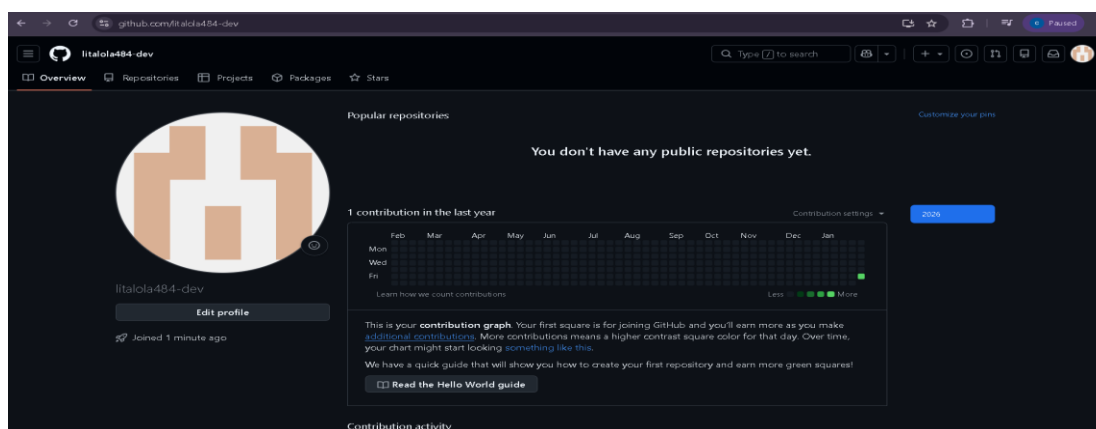 github.com/litalola484-dev
Paused
litalola484-dev
Type / to search
Overview
Repositories
Projects
Packages
Stars
Popular repositories
Customize your pins
You don't have any public repositories yet.
1 contribution in the last year
Contribution settings
2026
Feb Mar Apr May Jun Jul Aug Sep Oct Nov Dec Jan
Mon
Wed
Fri
Learn how we count contributions
Less More
litalola484-dev
Edit profile
Joined 1 minute ago
This is your contribution graph. Your first square is for joining GitHub and you'll earn more as you make
additional contributions. More contributions means a higher contrast square color for that day. Over time,
your chart might start looking something like this.
We have a quick guide that will show you how to create your first repository and earn more green squares!
Read the Hello World guide
Contribution activity